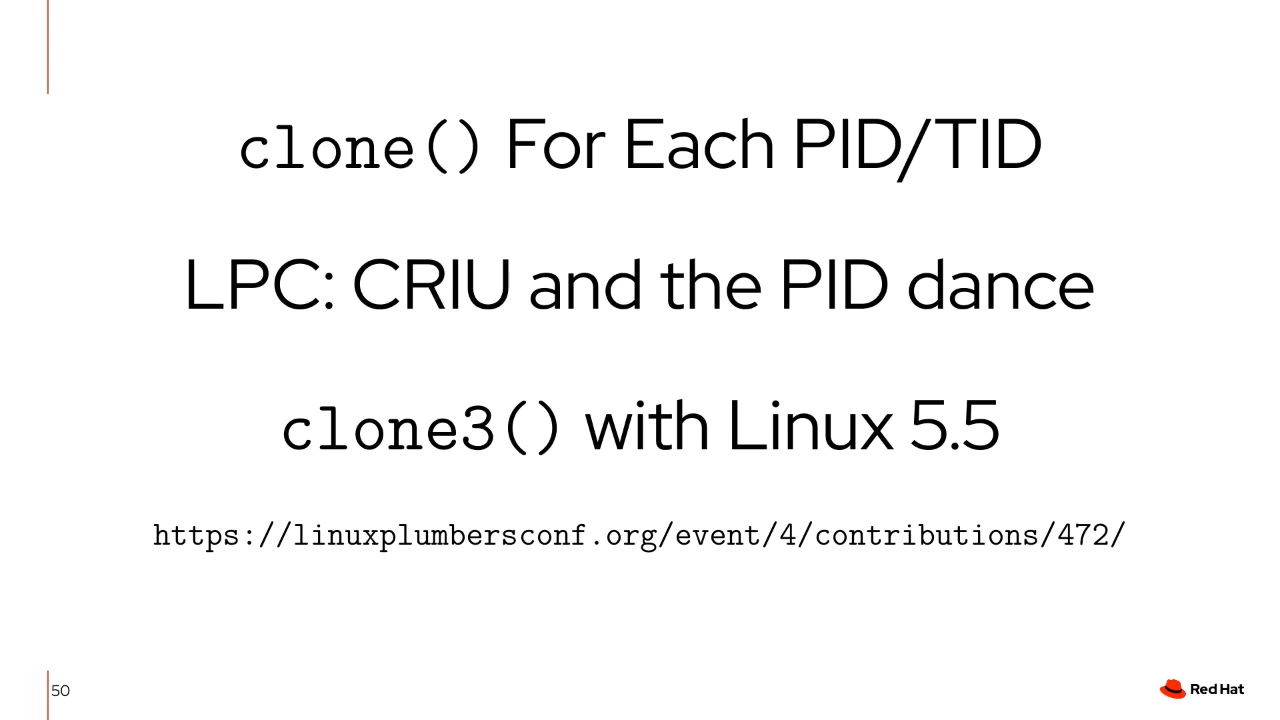 clone() For Each PID/TID
LPC: CRIU and the PID dance
clone3() with Linux 5.5
https://linuxplumbersconf.org/event/4/contributions/472/
50
Red Hat